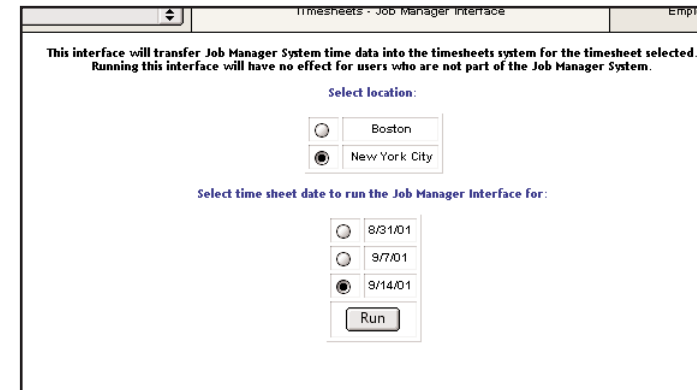 Timesheets - Job Manager Interface
This interface will transfer Job Manager System time data into the timesheets system for the timesheet selected.
Running this interface will have no effect for users who are not part of the Job Manager System.
Select location:
Boston
New York City
Select time sheet date to run the Job Manager Interface for:
8/31/01
9/7/01
9/14/01
Run